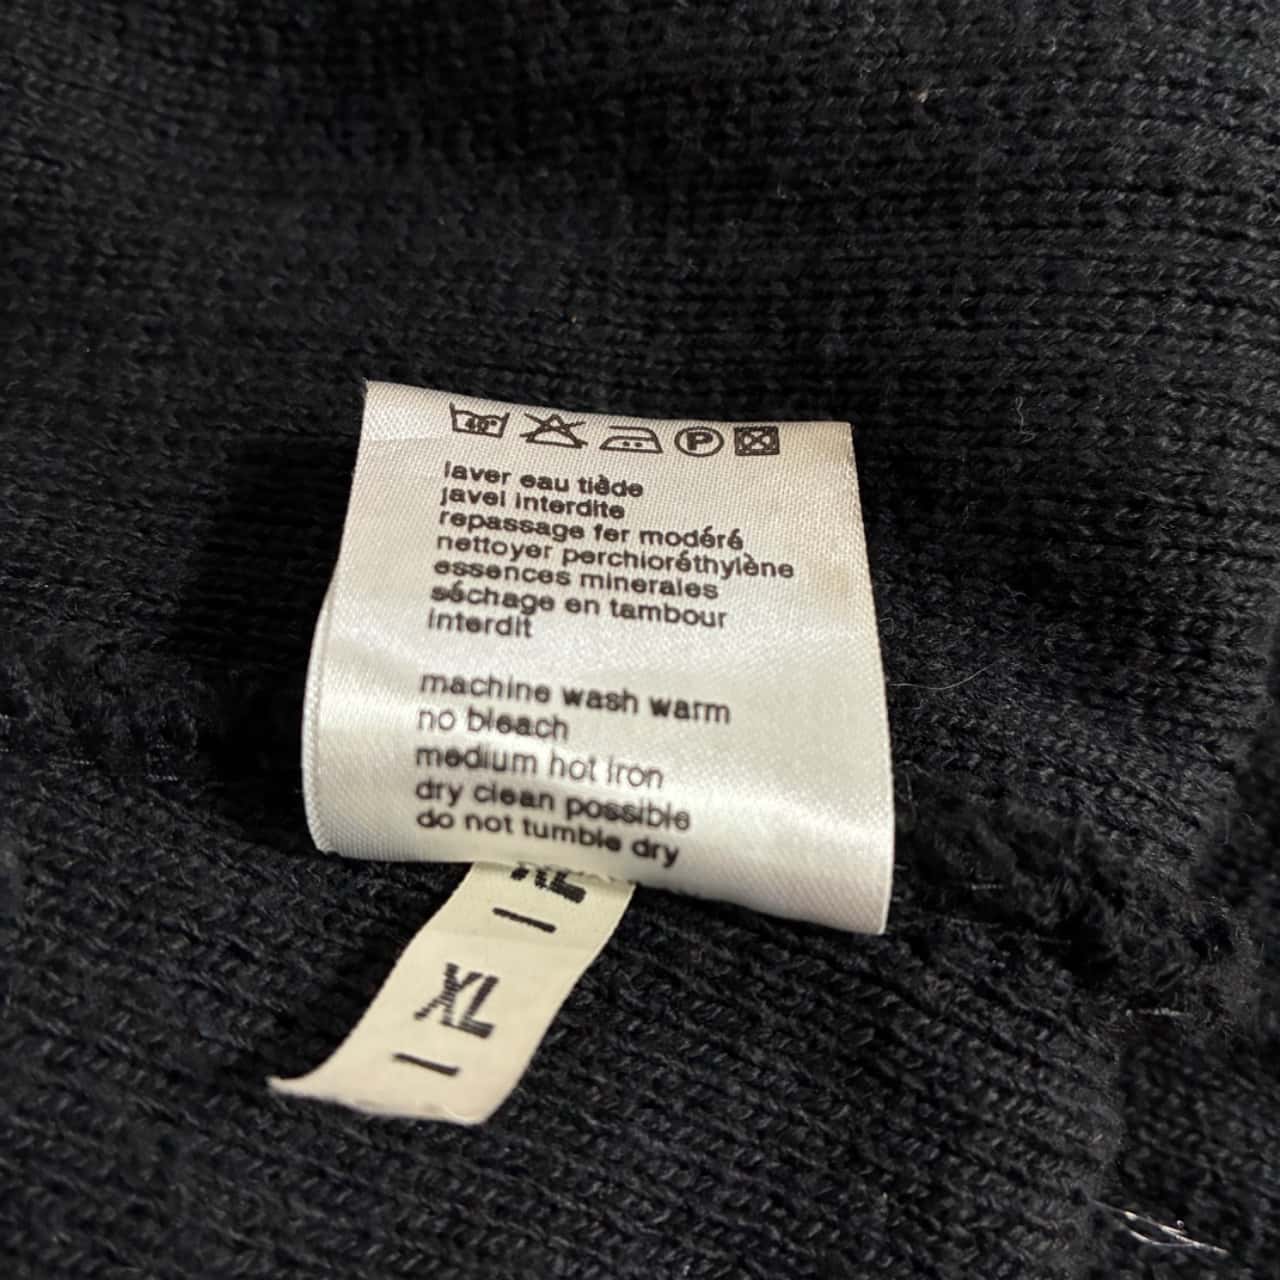 40°
P
laver eau tiède
javel interdite
repassage fer modéré
nettoyer perchloréthylène
essences minerales
séchage en tambour
interdit
machine wash warm
no bleach
medium hot iron
dry clean possible
do not tumble dry
XL